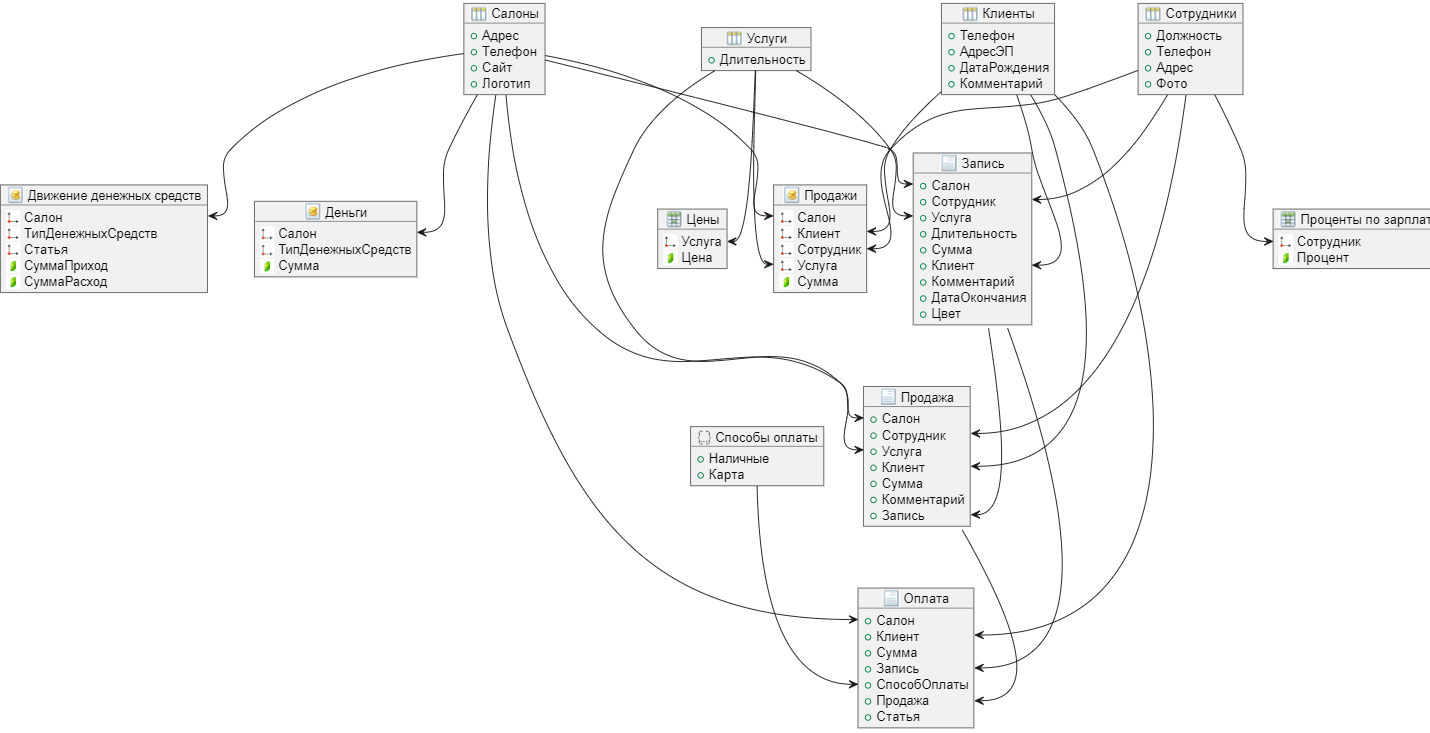 Салоны
Адрес
Телефон
Сайт
Логотип
Услуги
Длительность
Клиенты
Телефон
АдресЭП
ДатаРождения
Комментарий
Сотрудники
Должность
Телефон
Адрес
Фото
Движение денежных средств
Салон
ТипДенежныхСредств
Статья
СуммаПриход
СуммаРасход
Деньги
Салон
ТипДенежныхСредств
Сумма
Цены
Услуга
Цена
Продажи
Салон
Клиент
Сотрудник
Услуга
Сумма
Запись
Салон
Сотрудник
Услуга
Длительность
Сумма
Клиент
Комментарий
ДатаОкончания
Цвет
Проценты по зарплат
Сотрудник
Процент
Способы оплаты
Наличные
Карта
Продажа
Салон
Сотрудник
Услуга
Клиент
Сумма
Комментарий
Запись
Оплата
Салон
Клиент
Сумма
Запись
СпособОплаты
Продажа
Статья